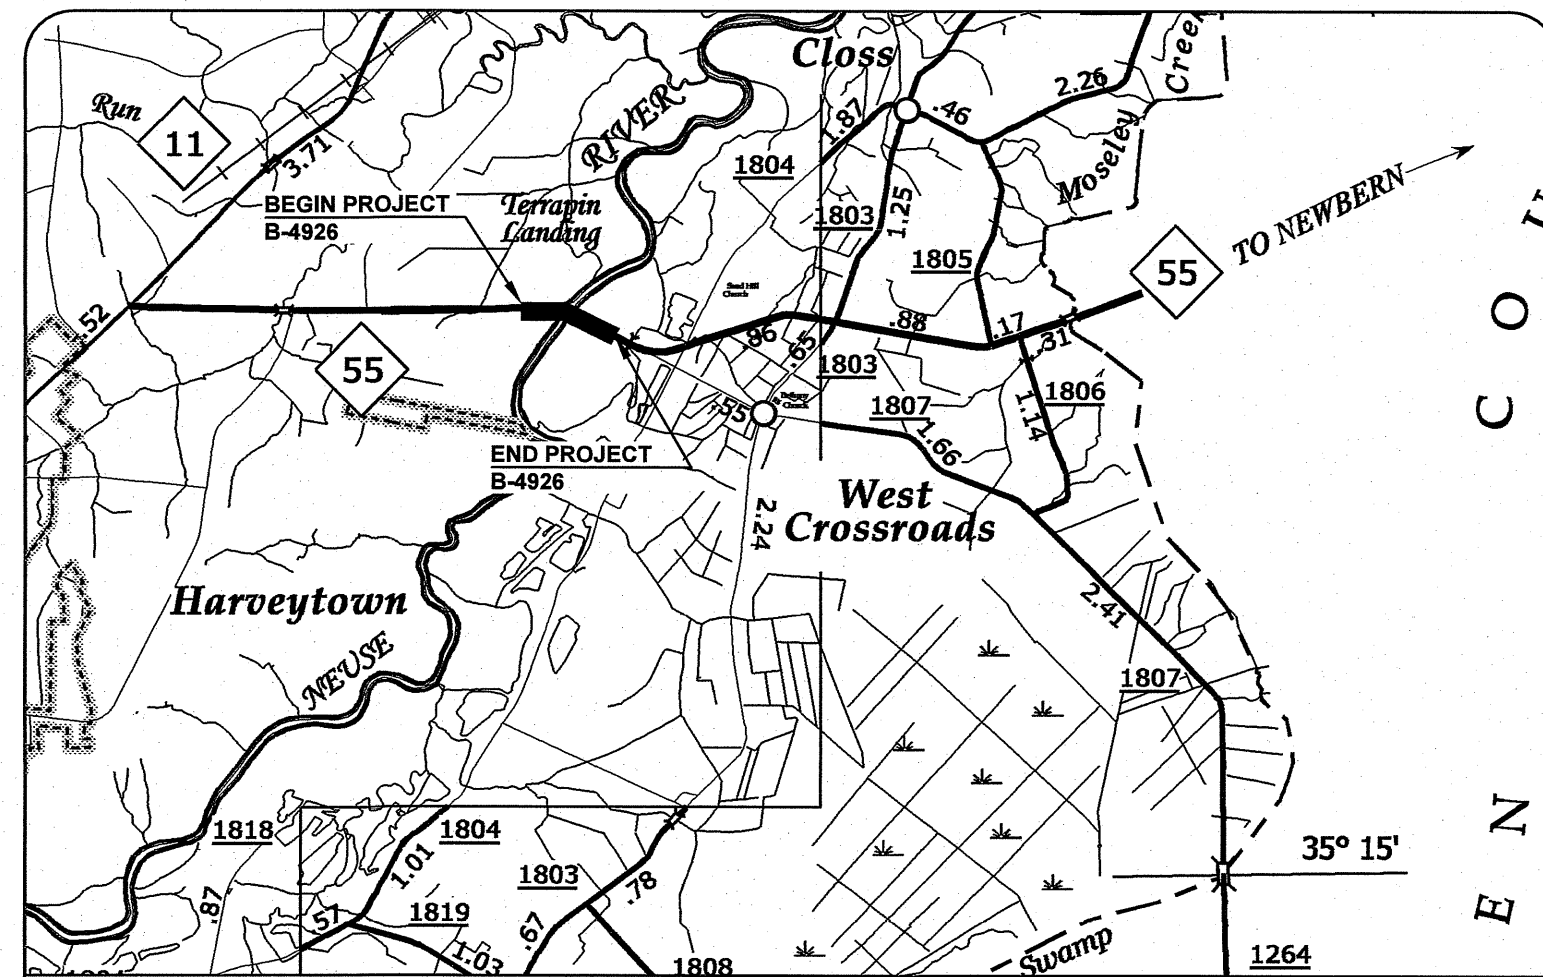 Closs
Creek
2.26
Run
11
3.71
RIVER
1.87
.46
Moseley
1804
BEGIN PROJECT
B-4926
Terrapin
Landing
1803
1.25
1805
TO NEWBERN
55
C O
.52
.86
.88
.17
.31
.65
55
1803
1806
.55
1807
1.14
1.66
END PROJECT
B-4926
West
Crossroads
2.24
Harveytown
2.41
NEUSE
1807
1818
1804
35° 15'
1.01
1803
.78
.87
.57
1819
.67
E N
1.03
1808
Swamp
1264